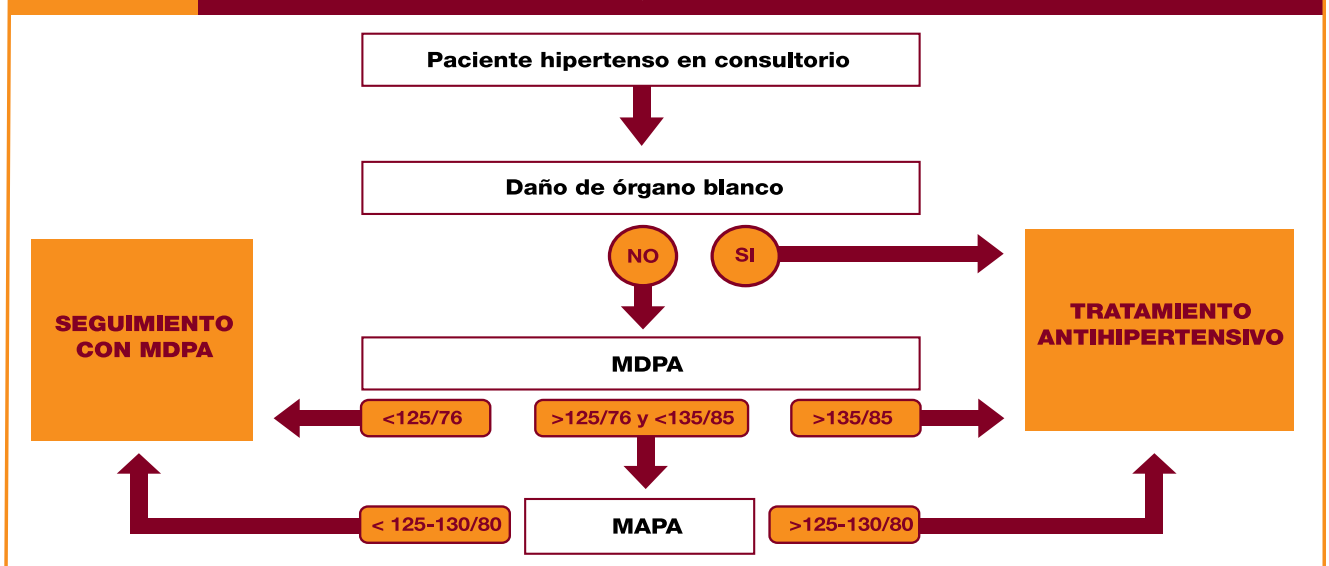 Paciente hipertenso en consultorio
Daño de órgano blanco
NO
SI
SEGUIMIENTO
CON MDPA
TRATAMIENTO
ANTIHIPERTENSIVO
MDPA
<125/76
>125/76 y <135/85
>135/85
< 125-130/80
MAPA
>125-130/80